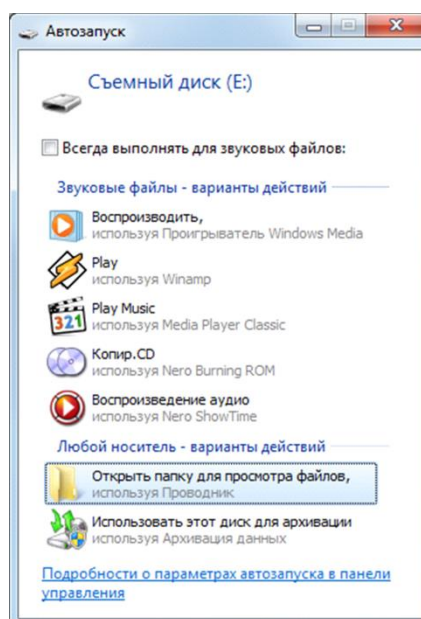 Автозапуск
Съемный диск (E:)
Всегда выполнять для звуковых файлов:
Звуковые файлы - варианты действий
Воспроизводить,
используя Проигрыватель Windows Media
Play
используя Winamp
Play Music
используя Media Player Classic
321
Копир.CD
используя Nero Burning ROM
Воспроизведение аудио
используя Nero ShowTime
Любой носитель - варианты действий
Открыть папку для просмотра файлов,
используя Проводник
Использовать этот диск для архивации
используя Архивация данных
Подробности о параметрах автозапуска в панели
управления